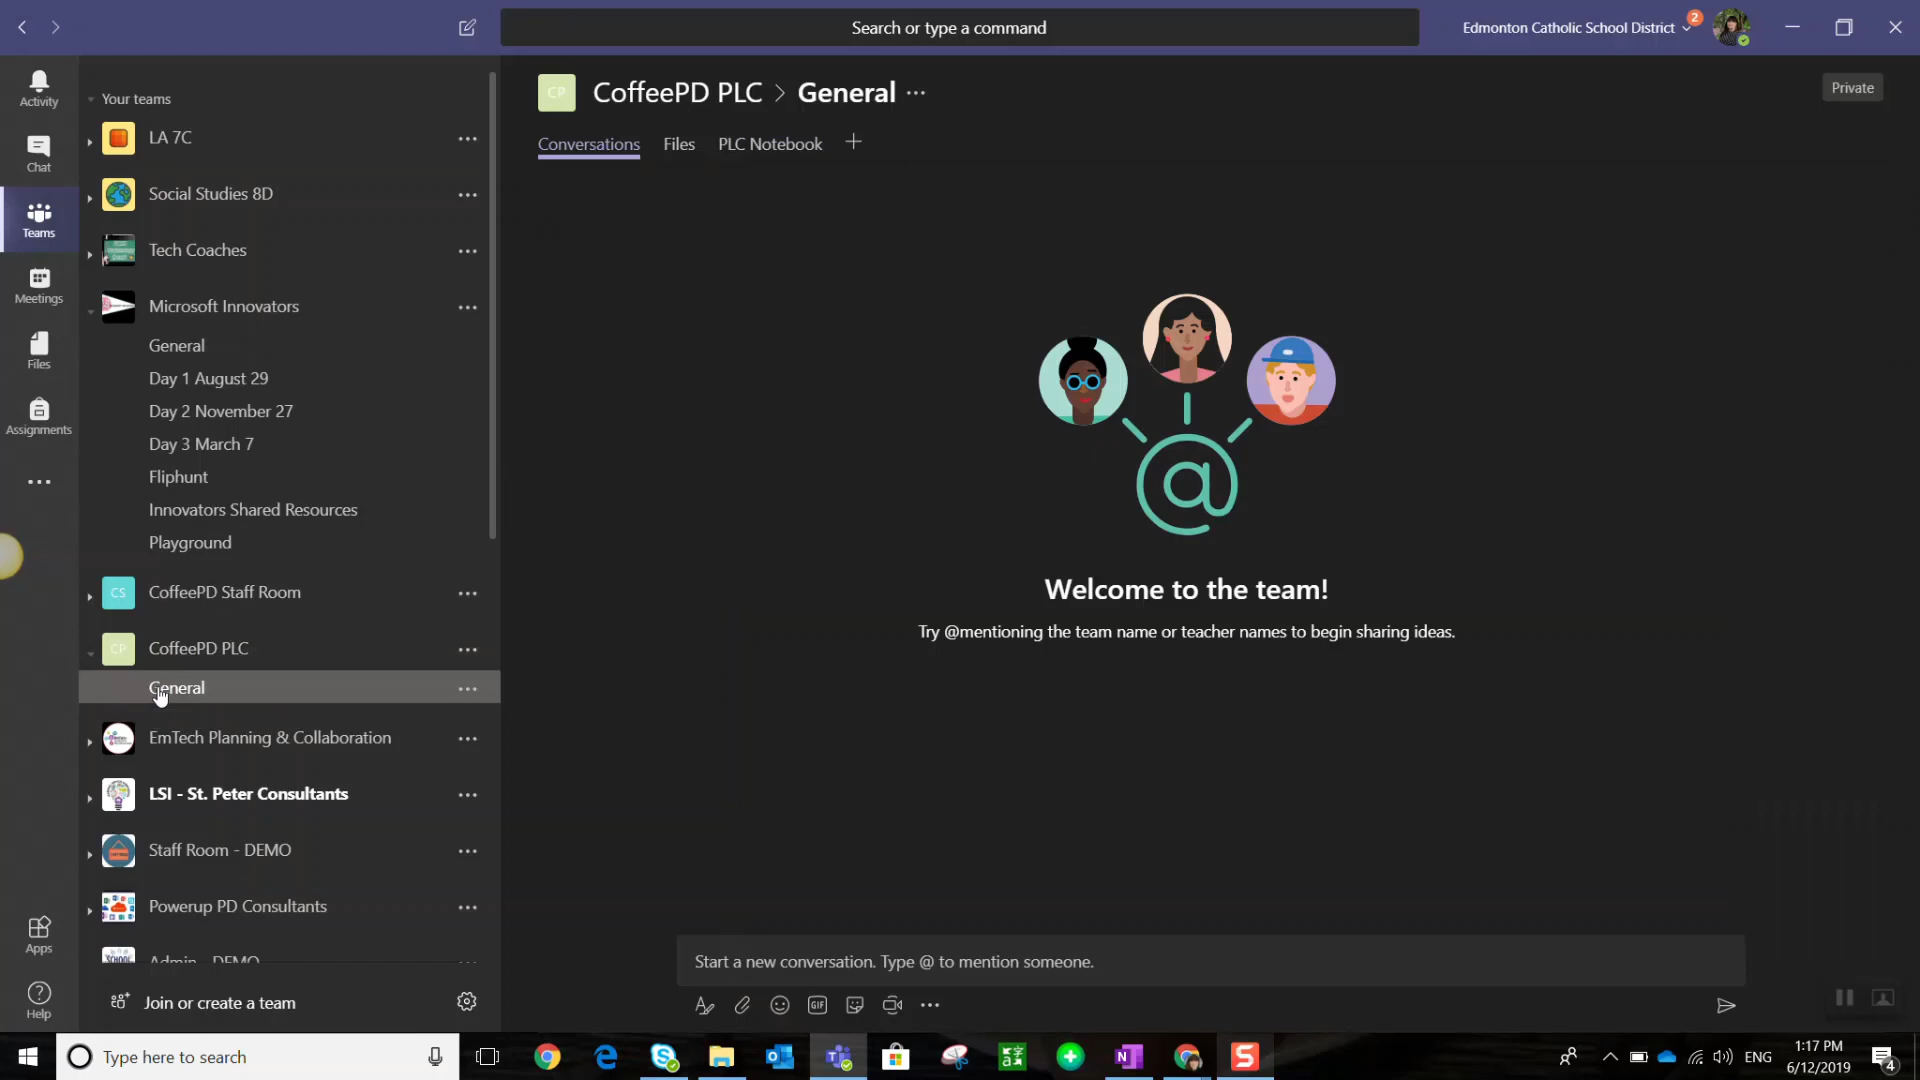 Search or type a command
Edmonton Catholic School District
2
Activity
Chat
Teams
Meetings
Files
Assignments
Apps
Help
Your teams
LA 7C
Social Studies 8D
Tech Coaches
Microsoft Innovators
General
Day 1 August 29
Day 2 November 27
Day 3 March 7
Fliphunt
Innovators Shared Resources
Playground
CS CoffeePD Staff Room
CP CoffeePD PLC
General
EmTech Planning & Collaboration
LSI - St. Peter Consultants
Staff Room - DEMO
Powerup PD Consultants
Admin - DEMO
Join or create a team
CP CoffeePD PLC > General
Private
Conversations Files PLC Notebook
@
Welcome to the team!
Try @mentioning the team name or teacher names to begin sharing ideas.
Start a new conversation. Type @ to mention someone.
GIF
Type here to search
ENG
1:17 PM
6/12/2019
4